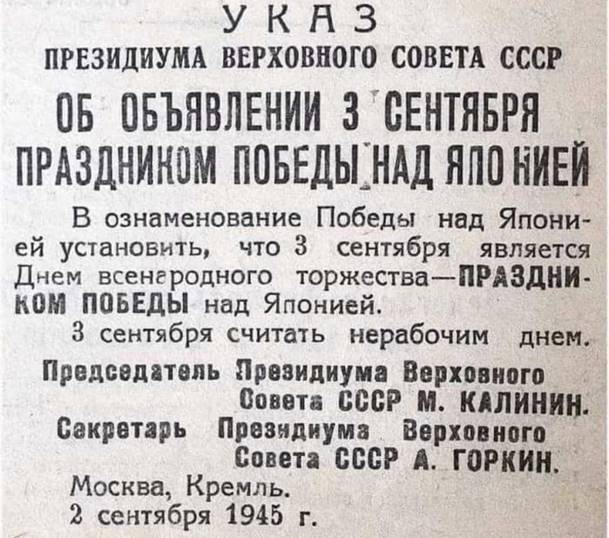 УКАЗ
ПРЕЗИДИУМА ВЕРХОВНОГО СОВЕТА СССР
ОБ ОБЪЯВЛЕНИИ 3 СЕНТЯБРЯ
ПРАЗДНИКОМ ПОБЕДЫ НАД ЯПОНИЕЙ
В ознаменование Победы над Япони-
ей установить, что 3 сентября является
Днем всенародного торжества—ПРАЗДНИ-
КОМ ПОБЕДЫ над Японией.
3 сентября считать нерабочим днем.
Председатель Президиума Верховного
Совета СССР М. КАЛИНИН.
Секретарь Президиума Верховного
Совета СССР А. ГОРКИН.
Москва, Кремль.
2 сентября 1945 г.